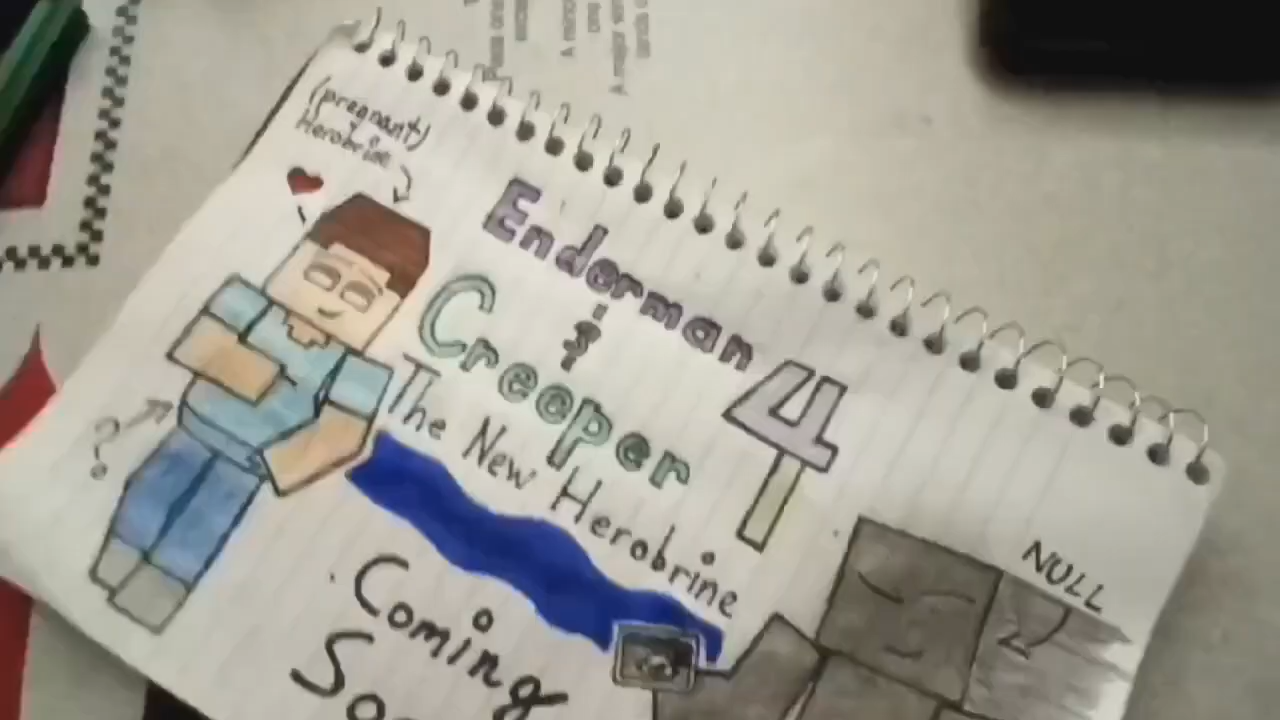 (pregnant)
Herobrine
Enderman
&
Creeper
4
The New Herobrine
Coming
NULL
?